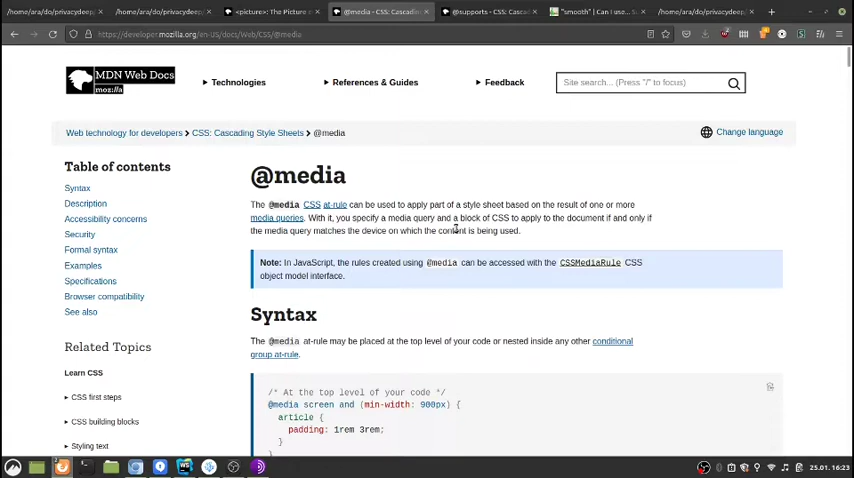 /home/ara/do/privacydeep
/home/ara/do/privacydeep
<picture>: The Picture
@media - CSS: Cascading
@supports - CSS: Cascad
"smooth" | Can I use...
/home/ara/do/privacydeep
https://developer.mozilla.org/en-US/docs/Web/CSS/@media
MDN Web Docs
moz://a
Technologies
References & Guides
Feedback
Site search... (Press "/" to focus)
Web technology for developers
CSS: Cascading Style Sheets
@media
Change language
Table of contents
Syntax
Description
Accessibility concerns
Security
Formal syntax
Examples
Specifications
Browser compatibility
See also
Related Topics
Learn CSS
CSS first steps
CSS building blocks
Styling text
@media
The @media CSS at-rule can be used to apply part of a style sheet based on the result of one or more
media queries. With it, you specify a media query and a block of CSS to apply to the document if and only if
the media query matches the device on which the content is being used.
Note: In JavaScript, the rules created using @media can be accessed with the CSSMediaRule CSS
object model interface.
Syntax
The @media at-rule may be placed at the top level of your code or nested inside any other conditional
group at-rule.
/* At the top level of your code */
@media screen and (min-width: 900px) {
article {
padding: 1rem 3rem;
}
}
25.01. 16:23